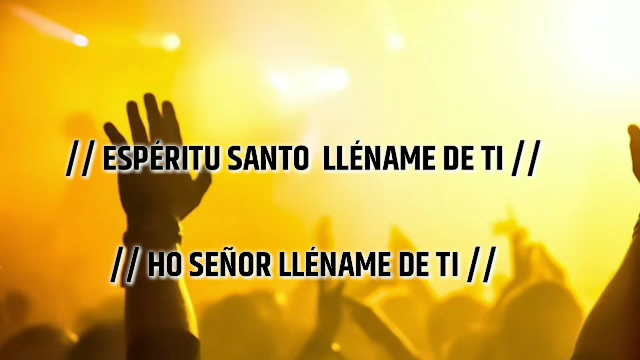 // ESPÉRITU SANTO LLÉNAME DE TI //
// HO SEÑOR LLÉNAME DE TI //